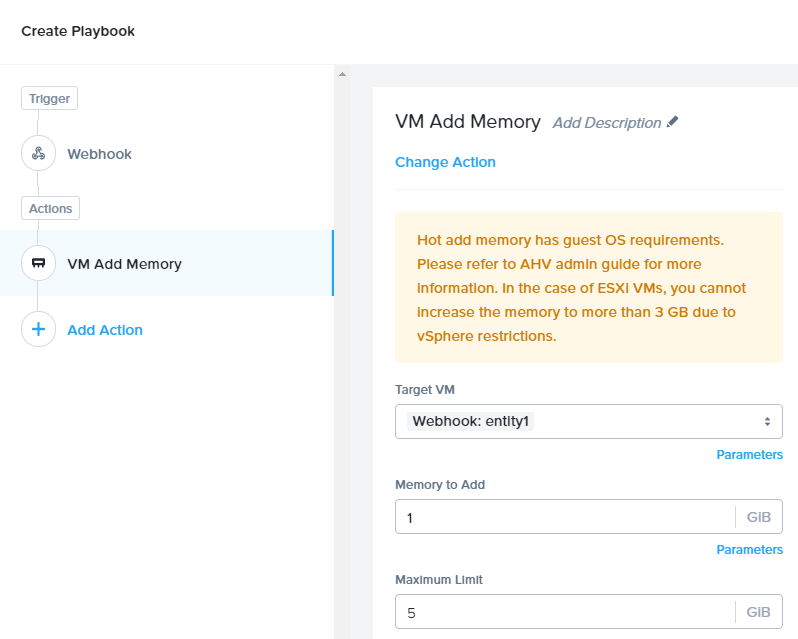 Create Playbook
Trigger
Webhook
Actions
VM Add Memory
Add Action
VM Add Memory Add Description
Change Action
Hot add memory has guest OS requirements.
Please refer to AHV admin guide for more
information. In the case of ESXi VMs, you cannot
increase the memory to more than 3 GB due to
vSphere restrictions.
Target VM
Webhook: entity1
Parameters
Memory to Add
1 GiB
Parameters
Maximum Limit
5 GiB